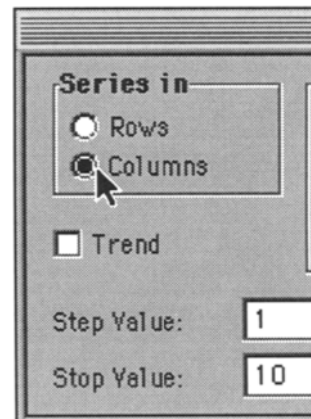 Series in
Rows
Columns
Trend
Step Value: 1
Stop Value: 10